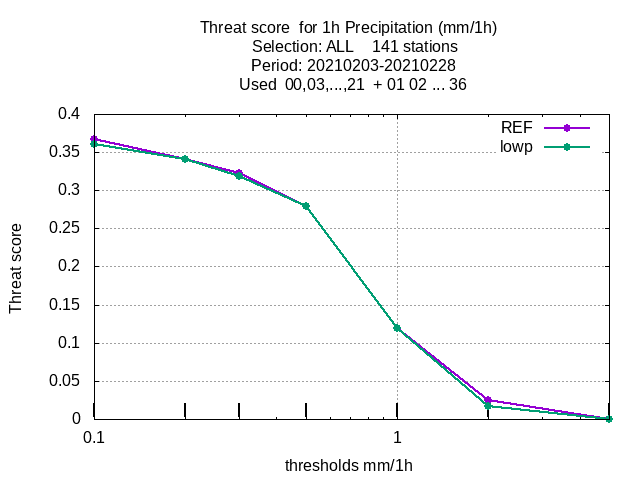 Threat score  for 1h Precipitation (mm/1h)
Selection: ALL    141 stations
Period: 20210203-20210228
Used  00,03,...,21  + 01 02 ... 36
REF
lowp
0.4
0.35
0.3
0.25
0.2
0.15
0.1
0.05
0
Threat score
0.1
1
thresholds mm/1h